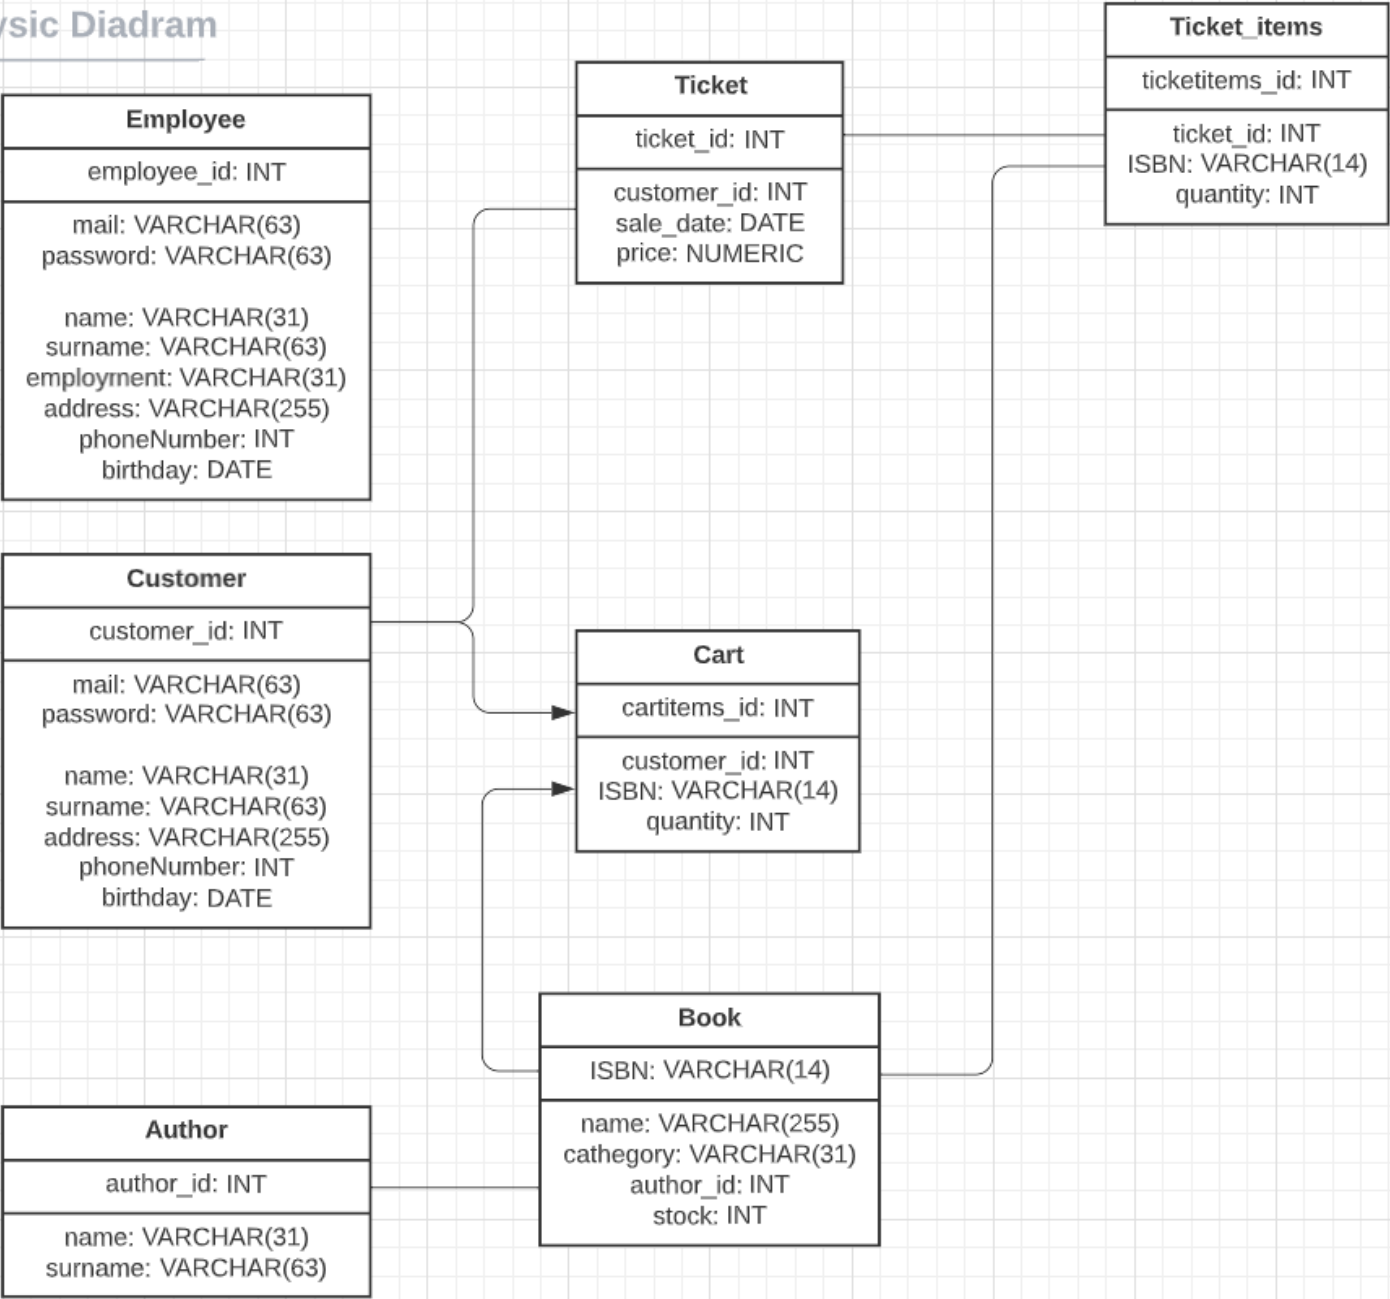 ysic Diadram
Employee
employee_id: INT
mail: VARCHAR(63)
password: VARCHAR(63)
name: VARCHAR(31)
surname: VARCHAR(63)
employment: VARCHAR(31)
address: VARCHAR(255)
phoneNumber: INT
birthday: DATE
Customer
customer_id: INT
mail: VARCHAR(63)
password: VARCHAR(63)
name: VARCHAR(31)
surname: VARCHAR(63)
address: VARCHAR(255)
phoneNumber: INT
birthday: DATE
Author
author_id: INT
name: VARCHAR(31)
surname: VARCHAR(63)
Ticket
ticket_id: INT
customer_id: INT
sale_date: DATE
price: NUMERIC
Cart
cartitems_id: INT
customer_id: INT
ISBN: VARCHAR(14)
quantity: INT
Book
ISBN: VARCHAR(14)
name: VARCHAR(255)
cathegory: VARCHAR(31)
author_id: INT
stock: INT
Ticket_items
ticketitems_id: INT
ticket_id: INT
ISBN: VARCHAR(14)
quantity: INT